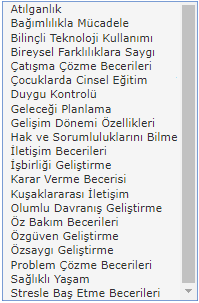 Atılganlık
Bağımlılıkla Mücadele
Bilinçli Teknoloji Kullanımı
Bireysel Farklılıklara Saygı
Çatışma Çözme Becerileri
Çocuklarda Cinsel Eğitim
Duygu Kontrolü
Geleceği Planlama
Gelişim Dönemi Özellikleri
Hak ve Sorumluluklarını Bilme
İletişim Becerileri
İşbirliği Geliştirme
Karar Verme Becerisi
Kuşaklararası İletişim
Olumlu Davranış Geliştirme
Öz Bakım Becerileri
Özgüven Geliştirme
Özsaygı Geliştirme
Problem Çözme Becerileri
Sağlıklı Yaşam
Stresle Baş Etme Becerileri